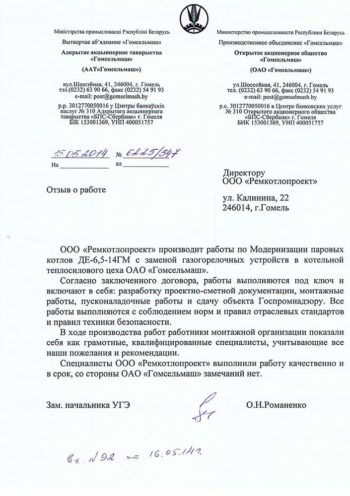 Міністэрства прамысловасці Рэспублікі Беларусь
Вытворчае аб'яднанне «Гомсельмаш»
Адкрытае акцыянернае таварыства
«Гомсельмаш»
(ААТ«Гомсельмаш»)
вул.Шасэйная, 41, 246004, г. Гомель
тэл.(0232) 63 90 66, факс (0232) 54 91 93
e-mail: post@gomselmash.by
р.р. 3012770050016 у Цэнтры банкаўскіх
паслуг № 310 Адкрытага акцыянернага
таварыства «БПС-Сбербанк» г. Гомеля
БІК 153001369, УНП 400051757
Министерство промышленности Республики Беларусь
Производственное объединение «Гомсельмаш»
Открытое акционерное общество
«Гомсельмаш»
(ОАО «Гомсельмаш»)
ул.Шоссейная, 41, 246004, г. Гомель
тел. (0232) 63 90 66, факс (0232) 54 91 93
e-mail: post@gomselmash.by
р.с. 3012770050016 в Центре банковских услуг
№ 310 Открытого акционерного общества
«БПС-Сбербанк» г. Гомеля
БИК 153001369, УНП 400051757
15.05.2014 № 6225/347
На
на
Отзыв о работе
Директору
ООО «Ремкотлопроект»
ул. Калинина, 22
246014, г.Гомель
ООО «Ремкотлопроект» производит работы по Модернизации паровых
котлов ДЕ-6,5-14ГМ с заменой газогорелочных устройств в котельной
теплосилового цеха ОАО «Гомсельмаш».
Согласно заключенного договора, работы выполняются под ключ и
включают в себя: разработку проектно-сметной документации, монтажные
работы, пусконаладочные работы и сдачу объекта Госпромнадзору. Все
работы выполняются с соблюдением норм и правил отраслевых стандартов
и правил техники безопасности.
В ходе производства работ работники монтажной организации показали
себя как грамотные, квалифицированные специалисты, учитывающие все
наши пожелания и рекомендации.
Специалисты ООО «Ремкотлопроект» выполнили работу качественно и
в срок, со стороны ОАО «Гомсельмаш» замечаний нет.
Зам. начальника УГЭ О.Н.Романенко
Вх. №92 от 16.05.14г.